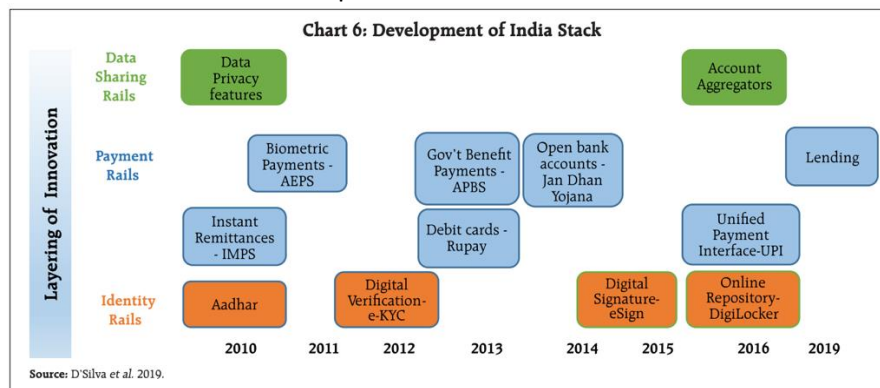 Chart 6: Development of India Stack
Layering of Innovation
Data
Sharing
Rails
Data
Privacy
features
Account
Aggregators
Payment
Rails
Biometric
Payments -
AEPS
Gov't Benefit
Payments -
APBS
Open bank
accounts -
Jan Dhan
Yojana
Lending
Instant
Remittances
- IMPS
Debit cards -
Rupay
Unified
Payment
Interface-UPI
Identity
Rails
Aadhar
Digital
Verification-
e-KYC
Digital
Signature-
eSign
Online
Repository-
DigiLocker
2010 2011 2012 2013 2014 2015 2016 2019
Source: D'Silva et al. 2019.